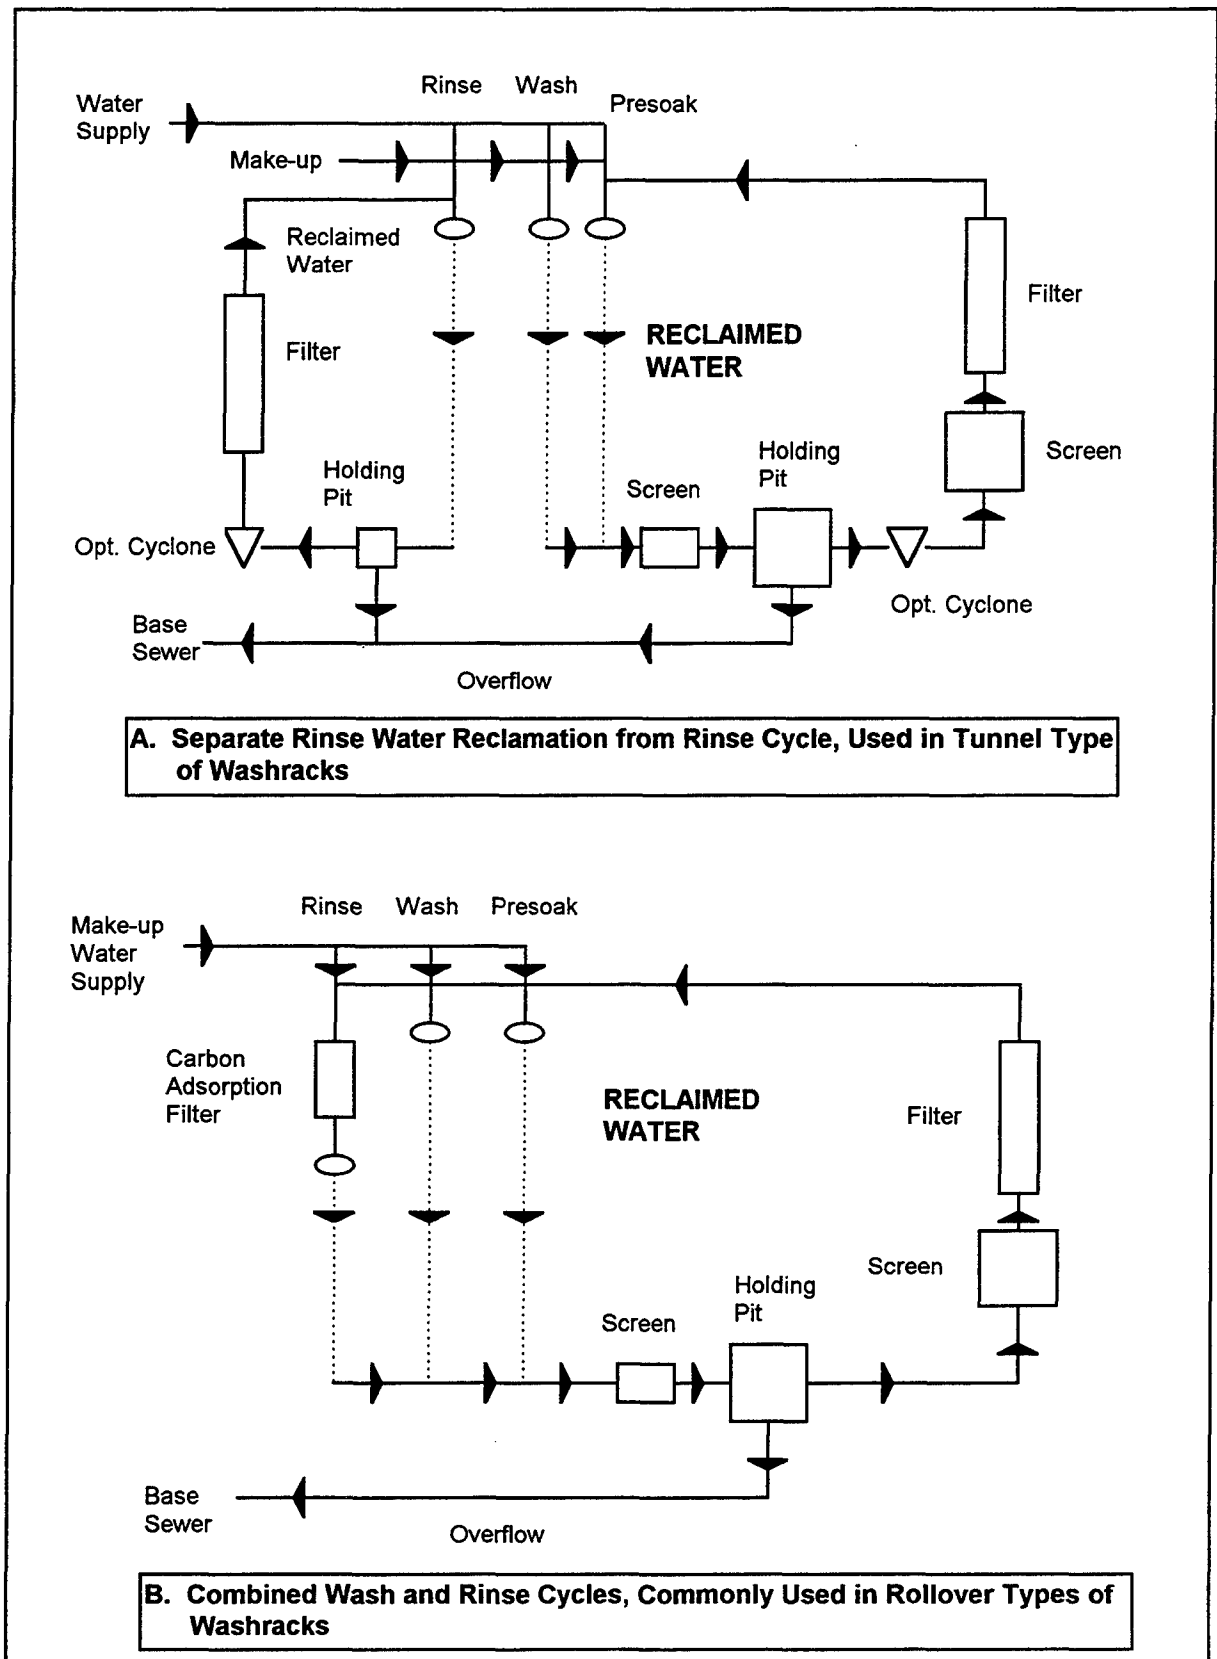 Rinse
Wash
Presoak
Water
Supply
Make-up
Reclaimed
Water
Filter
RECLAIMED
WATER
Filter
Screen
Holding
Pit
Holding
Pit
Screen
Opt. Cyclone
Opt. Cyclone
Base
Sewer
Overflow
A. Separate Rinse Water Reclamation from Rinse Cycle, Used in Tunnel Type
of Washracks
Rinse
Wash
Presoak
Make-up
Water
Supply
Carbon
Adsorption
Filter
RECLAIMED
WATER
Filter
Screen
Holding
Pit
Screen
Base
Sewer
Overflow
B. Combined Wash and Rinse Cycles, Commonly Used in Rollover Types of
Washracks